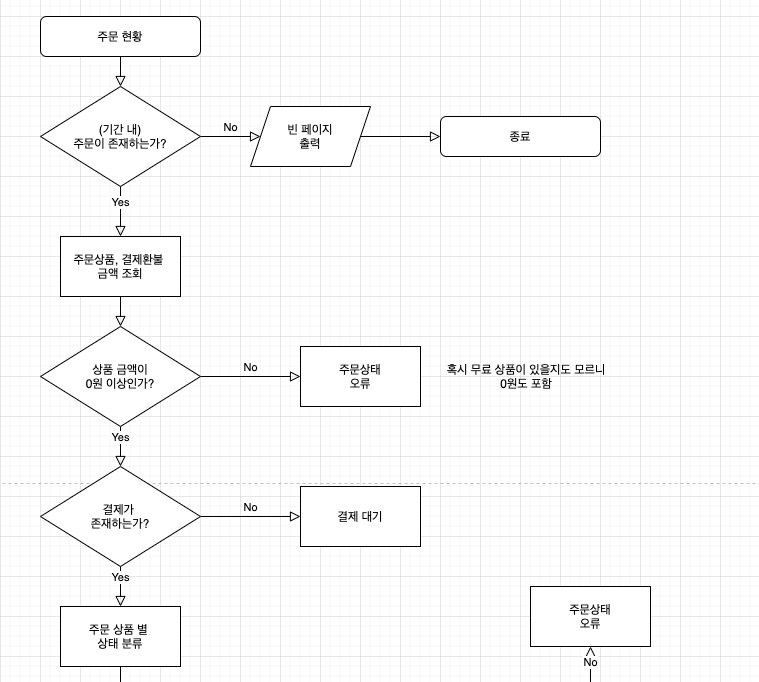 주문 현황
(기간 내)
주문이 존재하는가?
No
빈 페이지
출력
종료
Yes
주문상품, 결제환불
금액 조회
상품 금액이
0원 이상인가?
No
주문상태
오류
혹시 무료 상품이 있을지도 모르니
0원도 포함
Yes
결제가
존재하는가?
No
결제 대기
Yes
주문 상품 별
상태 분류
주문상태
오류
No